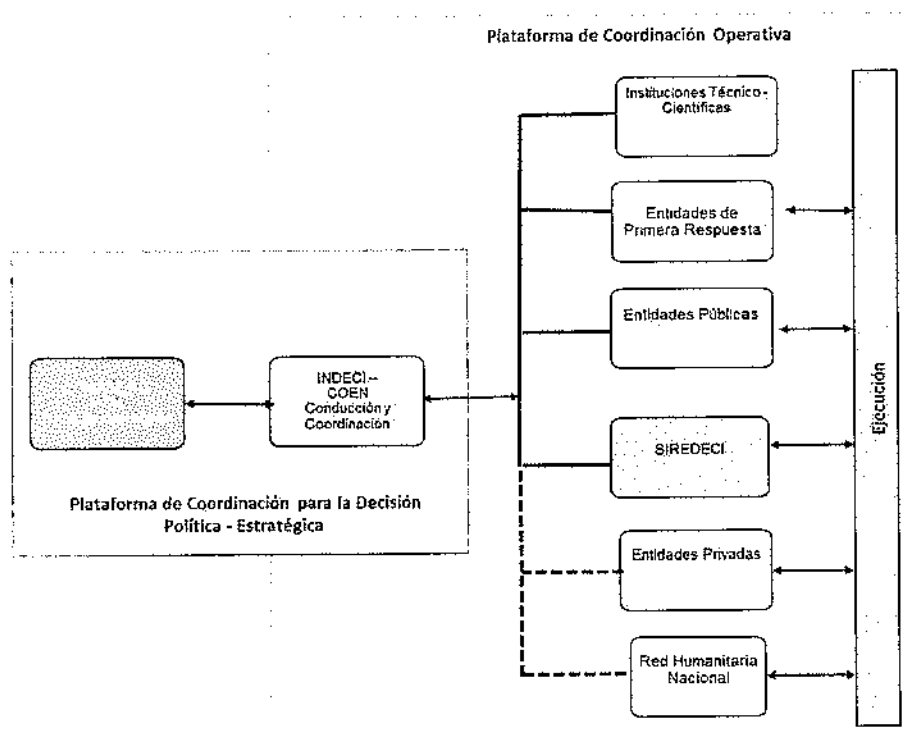 Plataforma de Coordinación Operativa
Instituciones Técnico-
Científicas
Entidades de
Primera Respuesta
Entidades Públicas
INDECI –
COEN
Conducción y
Coordinación
SIREDECI
Ejecución
Plataforma de Coordinación para la Decisión
Política - Estratégica
Entidades Privadas
Red Humanitaria
Nacional